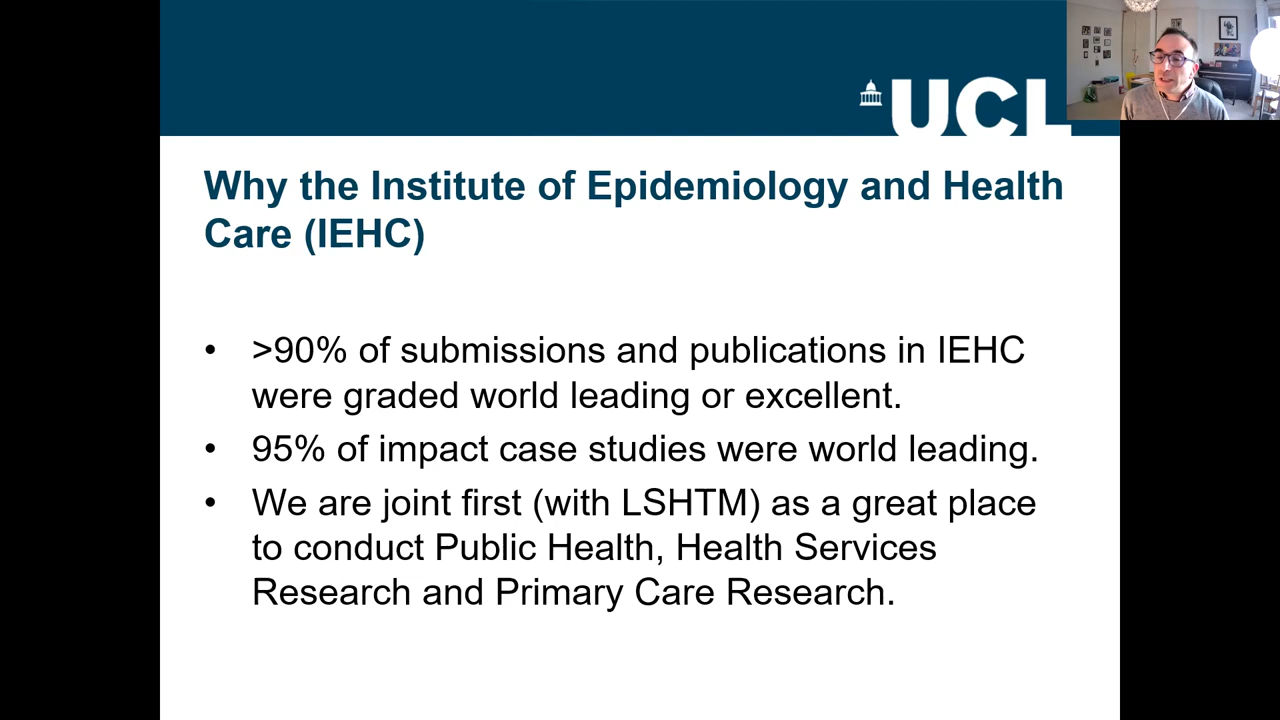 UCL
Why the Institute of Epidemiology and Health
Care (IEHC)
• >90% of submissions and publications in IEHC
were graded world leading or excellent.
• 95% of impact case studies were world leading.
• We are joint first (with LSHTM) as a great place
to conduct Public Health, Health Services
Research and Primary Care Research.